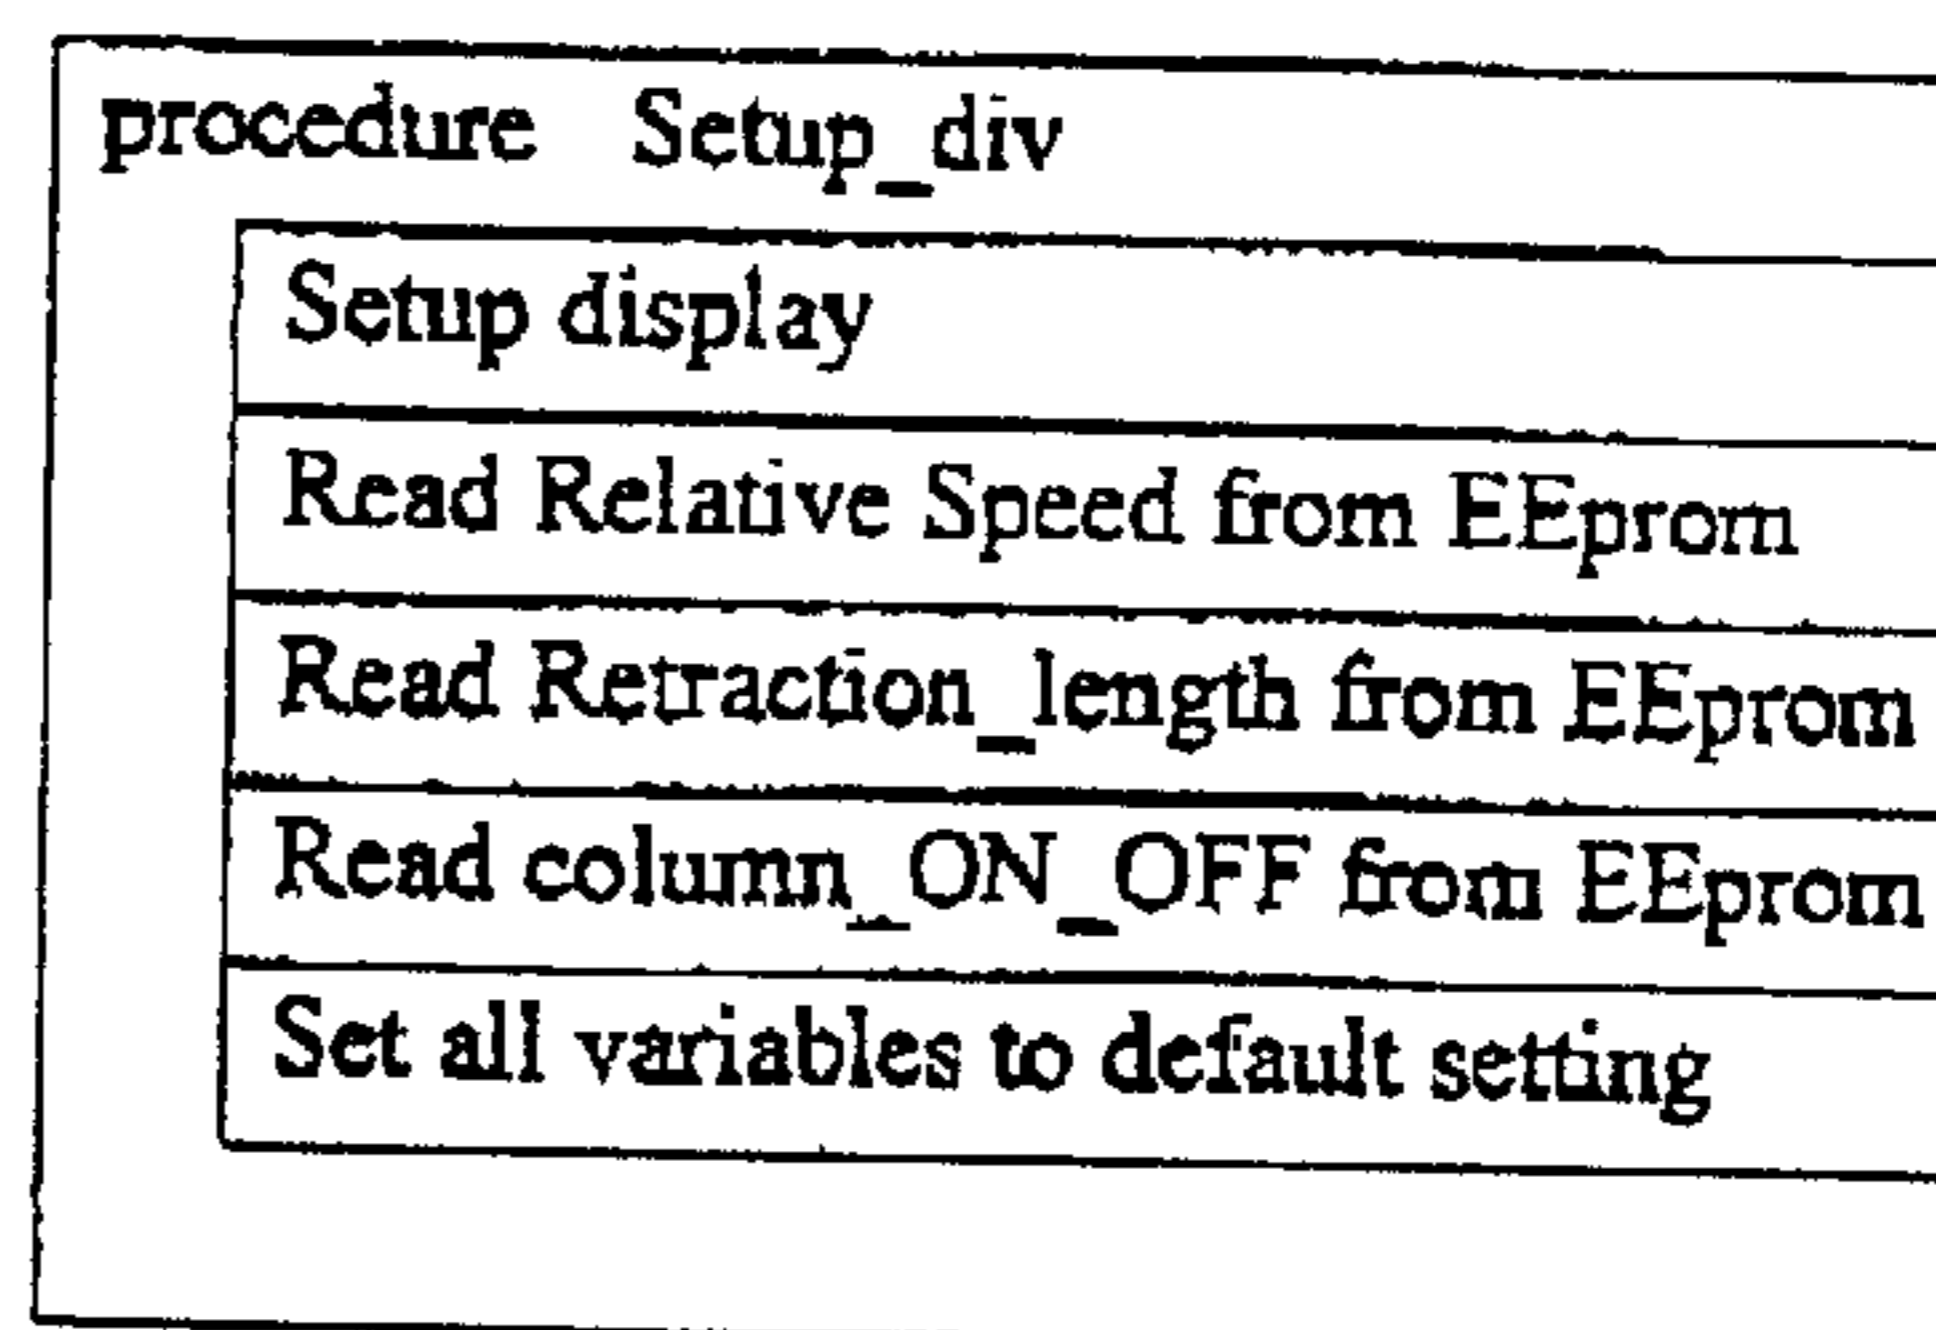 procedure Setup_div
Setup display
Read Relative Speed from EEprom
Read Retraction_length from EEprom
Read column_ON_OFF from EEprom
Set all variables to default setting